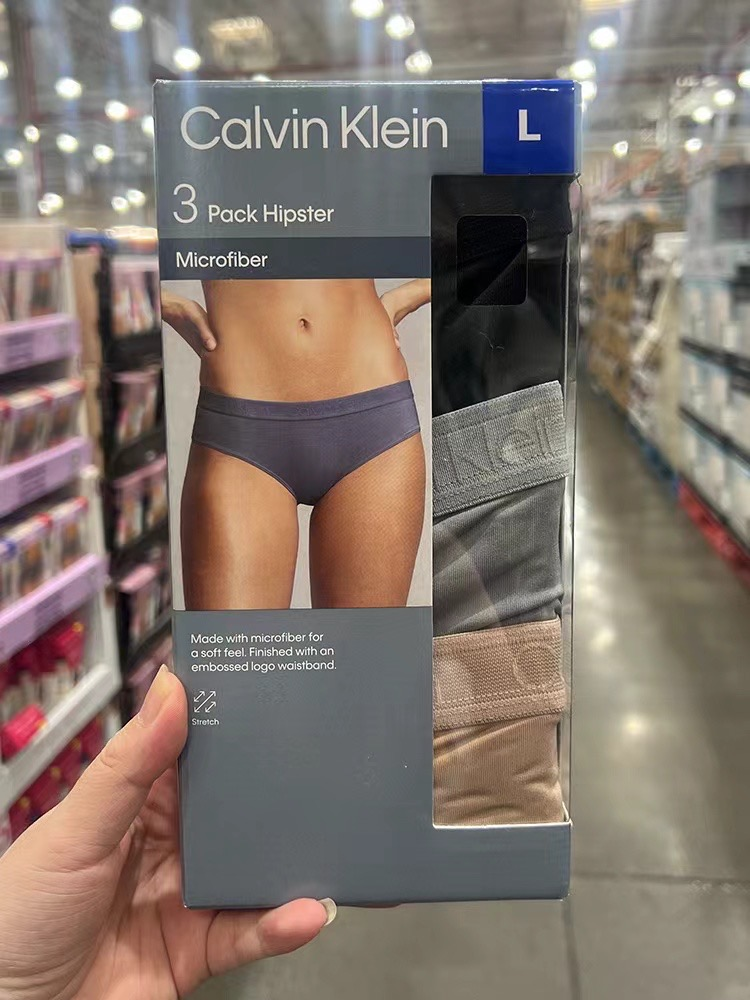 Calvin Klein
L
3 Pack Hipster
Microfiber
Made with microfiber for
a soft feel. Finished with an
embossed logo waistband.
Stretch
Klei